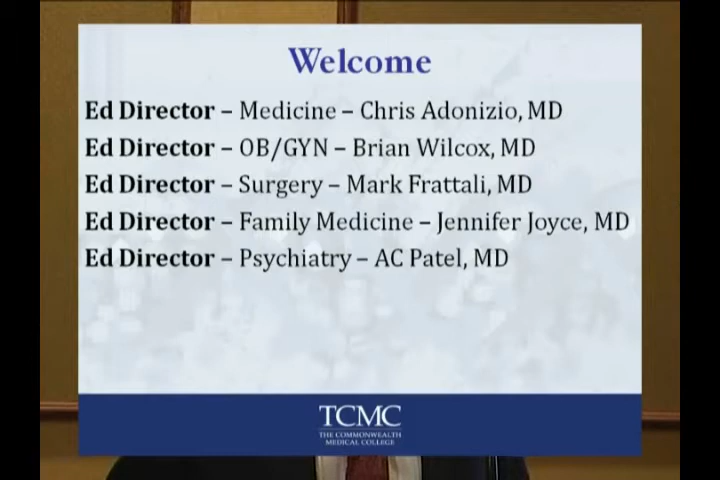 Welcome
Ed Director – Medicine – Chris Adonizio, MD
Ed Director – OB/GYN – Brian Wilcox, MD
Ed Director – Surgery – Mark Frattali, MD
Ed Director – Family Medicine – Jennifer Joyce, MD
Ed Director – Psychiatry – AC Patel, MD
TCMC
THE COMMONWEALTH
MEDICAL COLLEGE